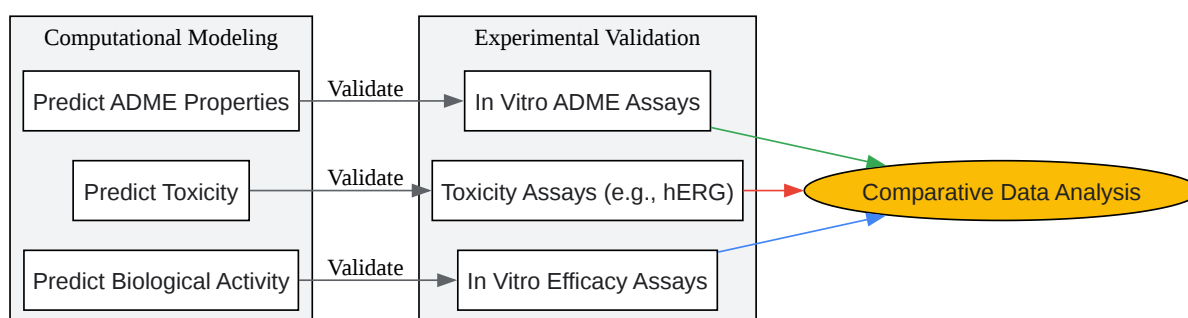 Computational Modeling
Experimental Validation
Predict ADME Properties
Validate
In Vitro ADME Assays
Predict Toxicity
Validate
Toxicity Assays (e.g., hERG)
Comparative Data Analysis
Predict Biological Activity
Validate
In Vitro Efficacy Assays